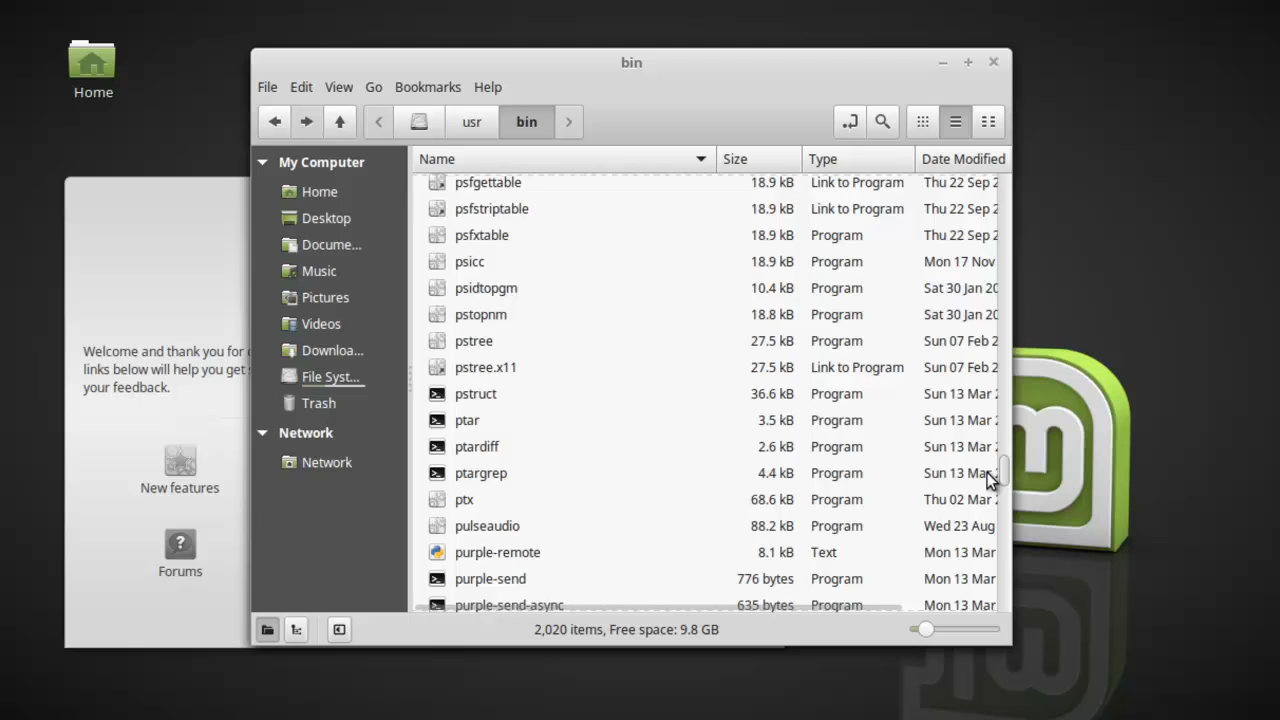 Home
bin
File Edit View Go Bookmarks Help
usr bin
My Computer
Home
Desktop
Docume...
Music
Pictures
Videos
Downloa...
File Syst...
Trash
Network
Network
Name Size Type Date Modified
psfgettable 18.9 kB Link to Program Thu 22 Sep 2
psfstriptable 18.9 kB Link to Program Thu 22 Sep 2
psfxtable 18.9 kB Program Thu 22 Sep 2
psicc 18.9 kB Program Mon 17 Nov
psidtopgm 10.4 kB Program Sat 30 Jan 20
pstopnm 18.8 kB Program Sat 30 Jan 20
pstree 27.5 kB Program Sun 07 Feb 2
pstree.x11 27.5 kB Link to Program Sun 07 Feb 2
pstruct 36.6 kB Program Sun 13 Mar 2
ptar 3.5 kB Program Sun 13 Mar 2
ptardiff 2.6 kB Program Sun 13 Mar 2
ptargrep 4.4 kB Program Sun 13 Mar 2
ptx 68.6 kB Program Thu 02 Mar 2
pulseaudio 88.2 kB Program Wed 23 Aug
purple-remote 8.1 kB Text Mon 13 Mar
purple-send 776 bytes Program Mon 13 Mar
purple-send-async 635 bytes Program Mon 13 Mar
2,020 items, Free space: 9.8 GB
Welcome and thank you for
links below will help you get
your feedback.
New features
?
Forums